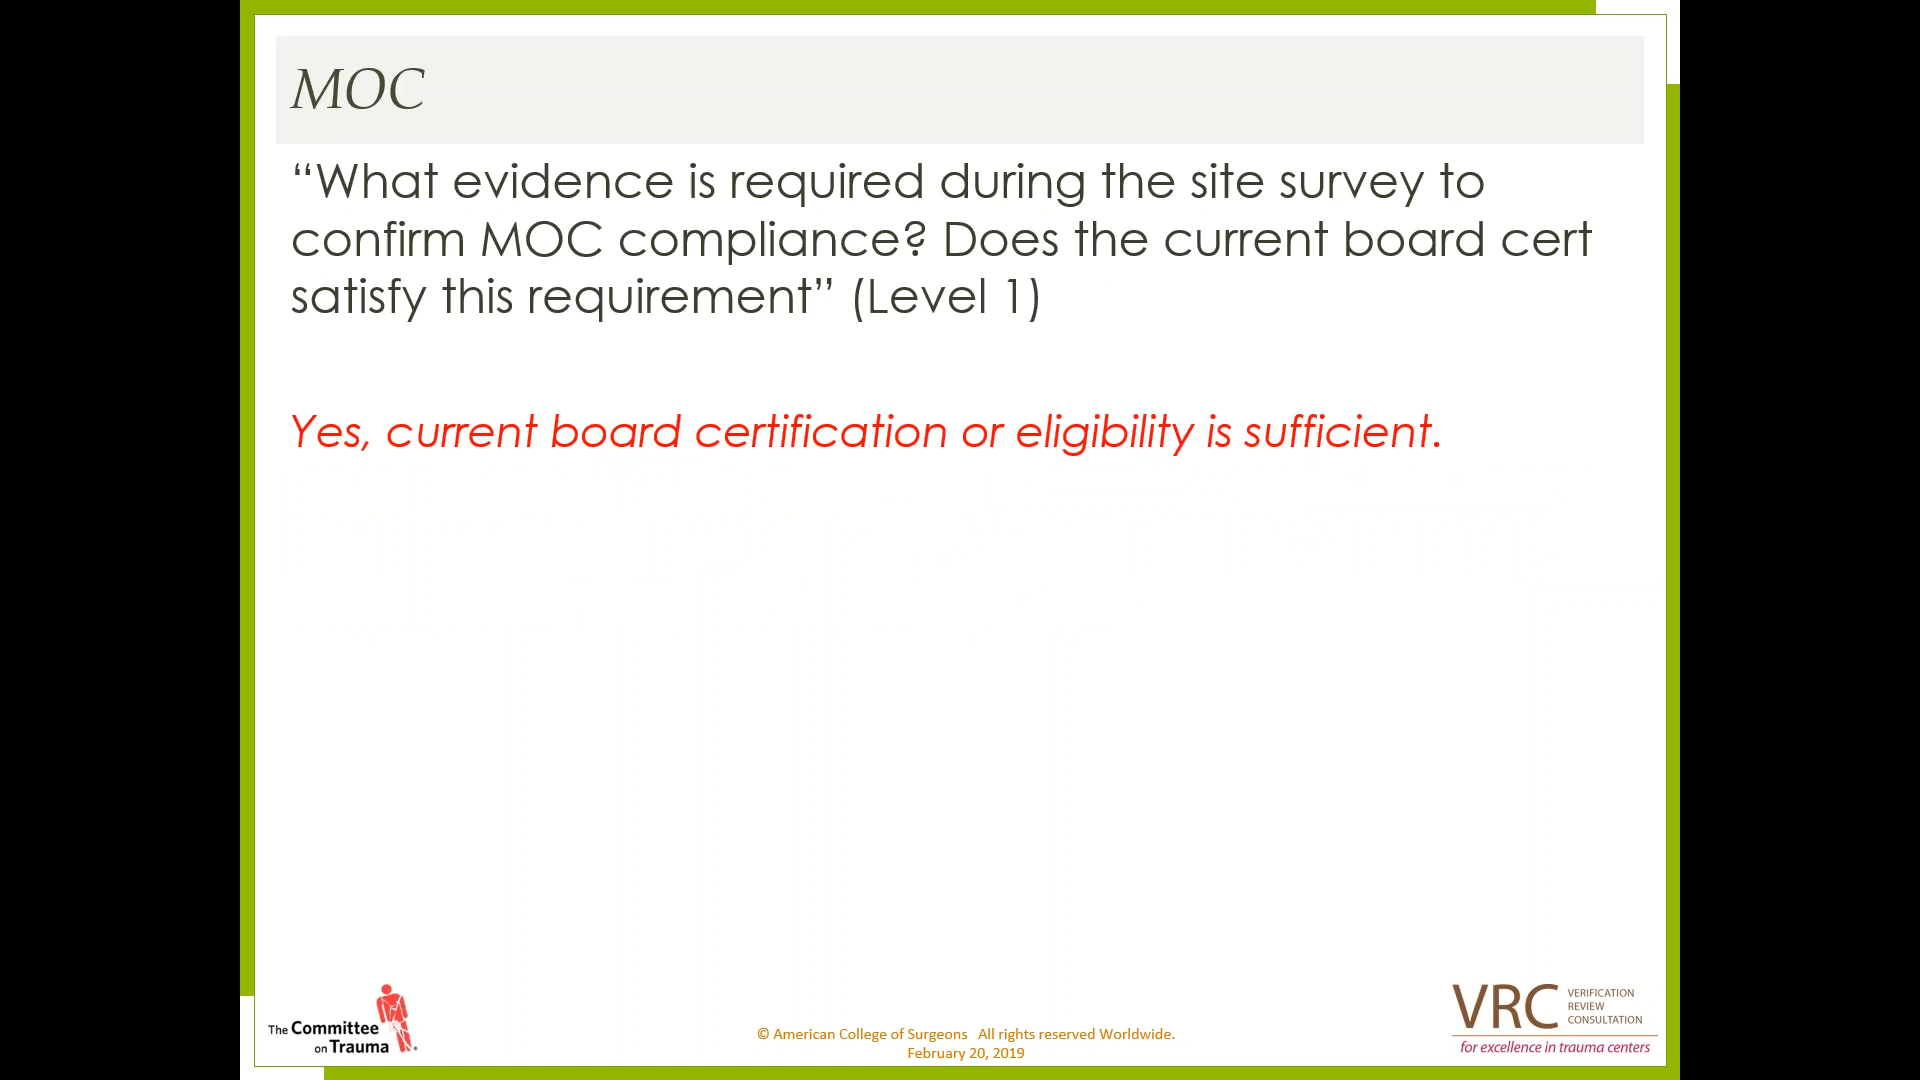 MOC
“What evidence is required during the site survey to
confirm MOC compliance? Does the current board cert
satisfy this requirement” (Level 1)
Yes, current board certification or eligibility is sufficient.
The Committee
on Trauma
© American College of Surgeons All rights reserved Worldwide.
February 20, 2019
VRC VERIFICATION
REVIEW
CONSULTATION
for excellence in trauma centers